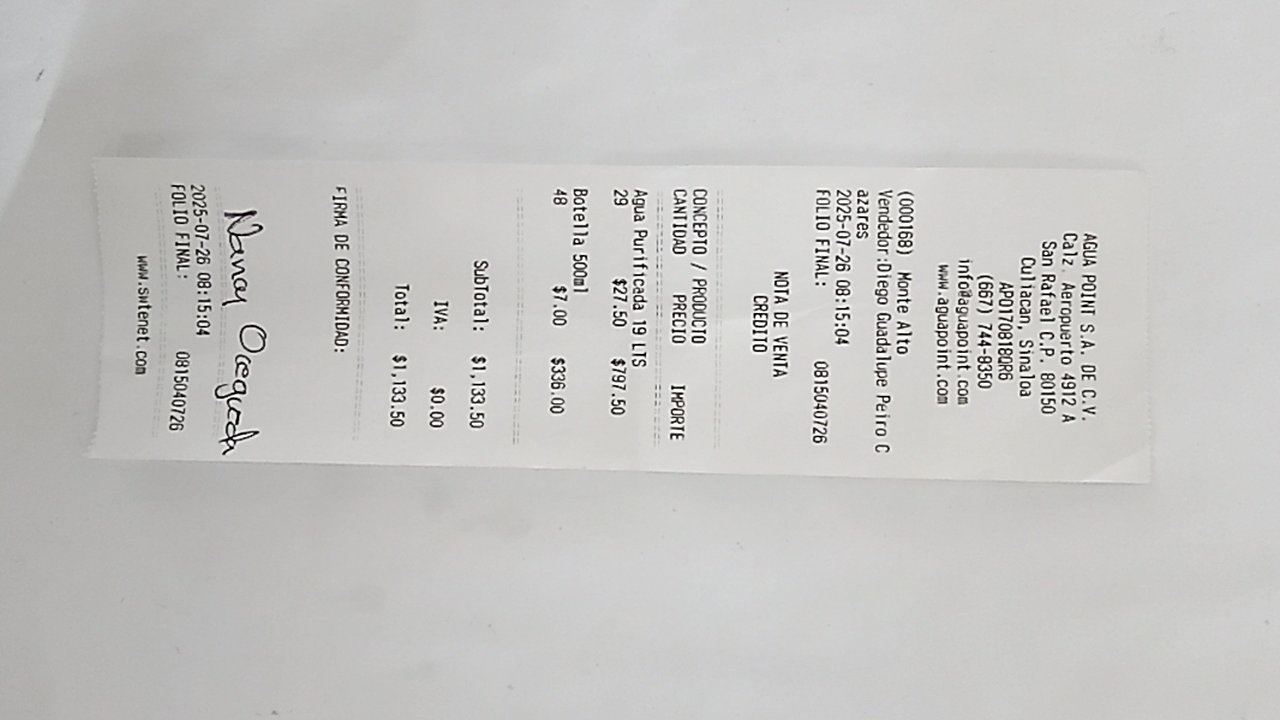 AGUA POINT S.A. DE C.V.
Calz. Aeropuerto 4912 A
San Rafael C.P. 80150
Culiacan, Sinaloa
APO170818QR6
(667) 744-9350
info@aguapoint.com
www.aguapoint.com
(000168) Monte Alto
Vendedor:Diego Guadalupe Peiro C
azares
2025-07-26 08:15:04
FOLIO FINAL: 0815040726
NOTA DE VENTA
CREDITO
CONCEPTO / PRODUCTO
CANTIDAD PRECIO IMPORTE
Agua Purificada 19 LTS
29 $27.50 $797.50
Botella 500ml
48 $7.00 $336.00
SubTotal: $1,133.50
IVA: $0.00
Total: $1,133.50
FIRMA DE CONFORMIDAD:
Nancy Ocegueda
2025-07-26 08:15:04
FOLIO FINAL: 0815040726
www.swtenet.com